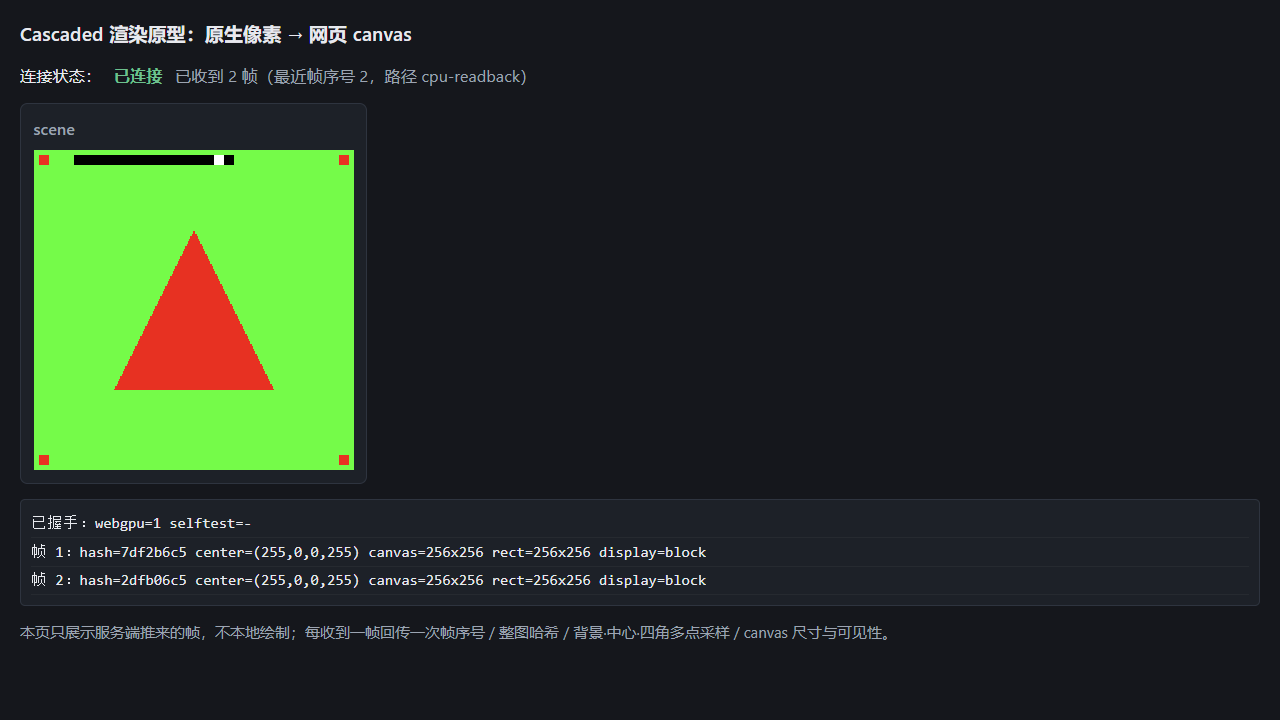 Cascaded 渲染原型：原生像素 → 网页 canvas
连接状态： 已连接 已收到 2 帧（最近帧序号 2，路径 cpu-readback）
scene
已握手：webgpu=1 selftest=-
帧 1：hash=7df2b6c5 center=(255,0,0,255) canvas=256x256 rect=256x256 display=block
帧 2：hash=2dfb06c5 center=(255,0,0,255) canvas=256x256 rect=256x256 display=block
本页只展示服务端推来的帧，不本地绘制；每收到一帧回传一次帧序号 / 整图哈希 / 背景·中心·四角多点采样 / canvas 尺寸与可见性。